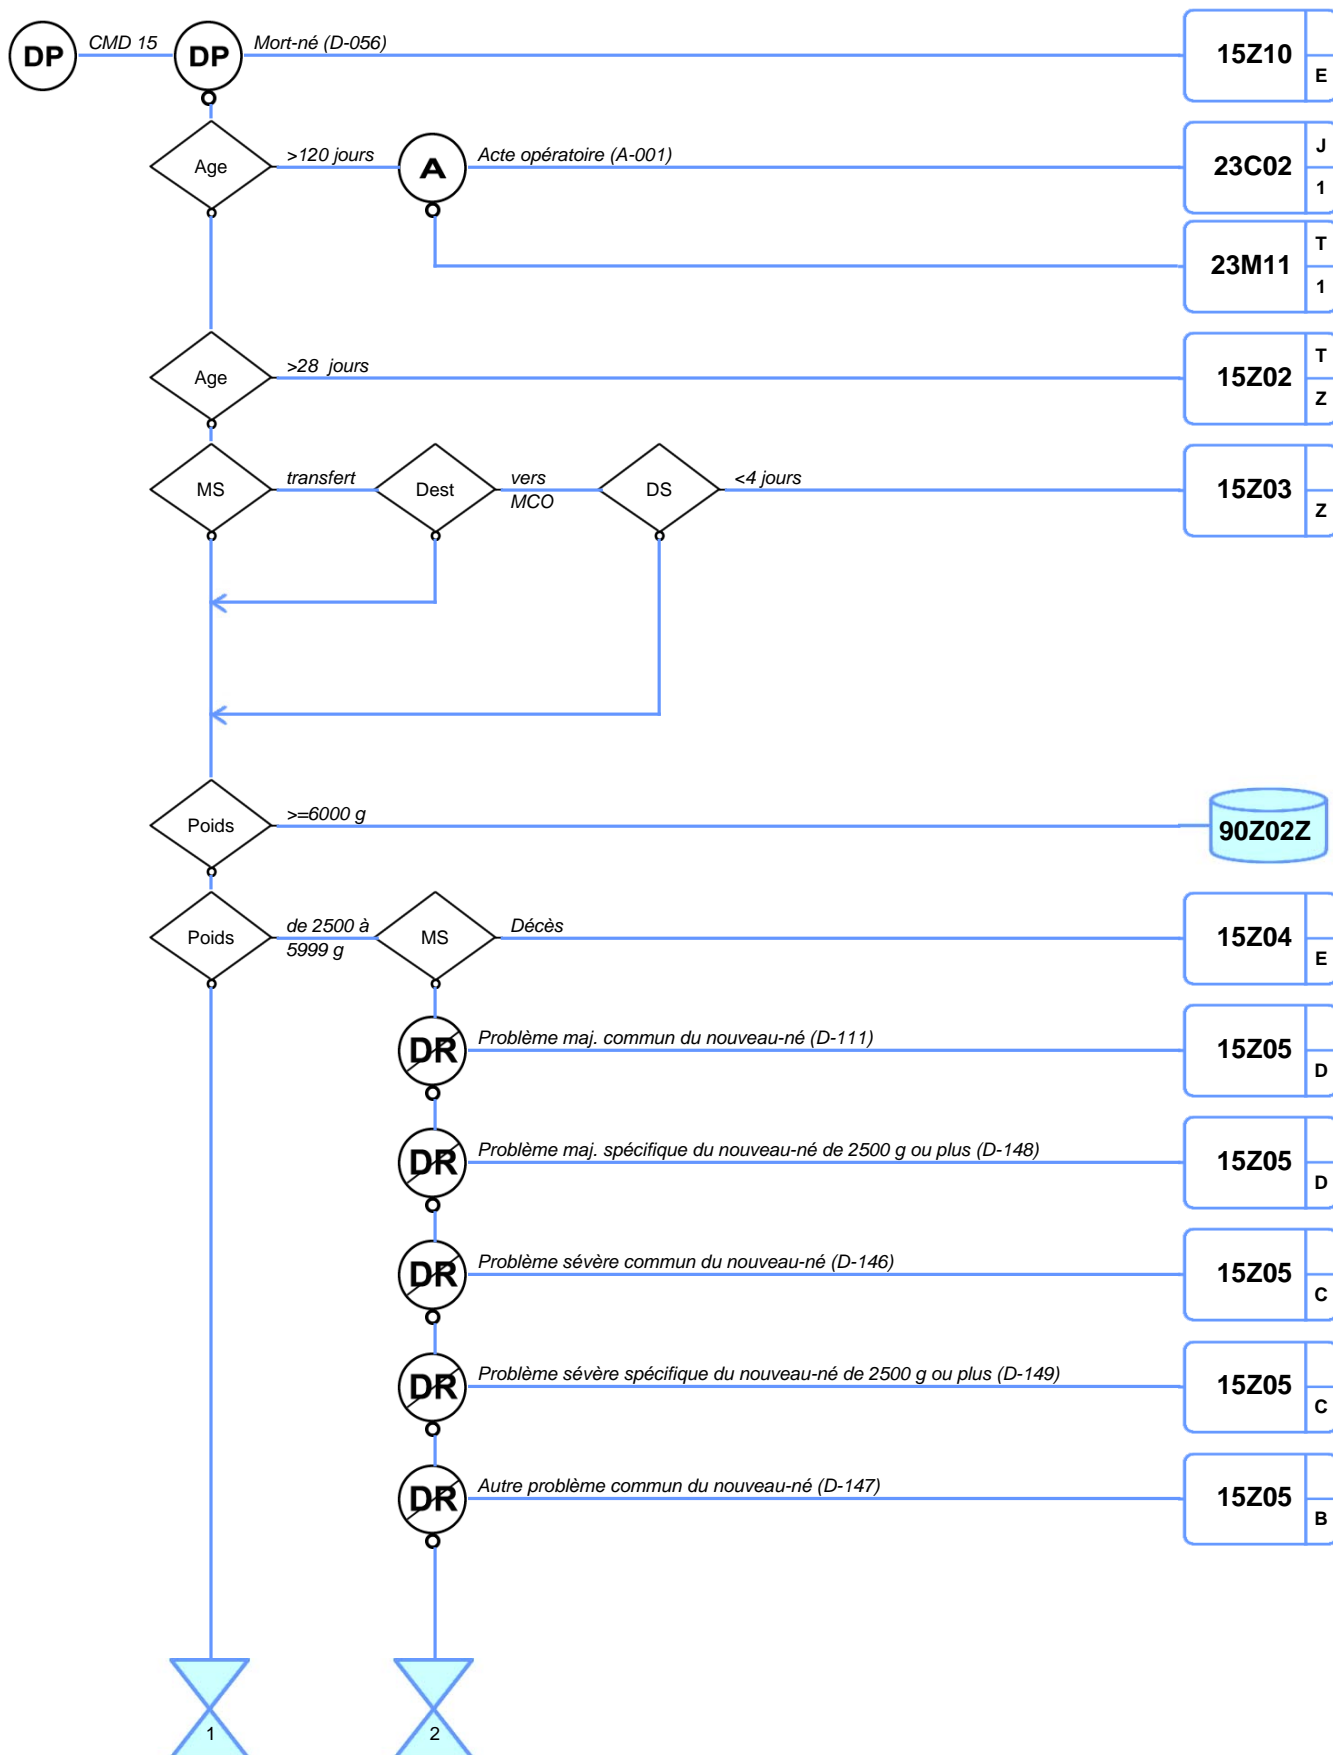 DP CMD 15 DP Mort-né (D-056) 15Z10 E
Age >120 jours A Acte opératoire (A-001) 23C02 J 1
23M11 T 1
Age >28 jours 15Z02 T Z
MS transfert Dest vers MCO DS <4 jours 15Z03 Z
Poids >=6000 g 90Z02Z
Poids de 2500 à 5999 g MS Décès 15Z04 E
DR Problème maj. commun du nouveau-né (D-111) 15Z05 D
DR Problème maj. spécifique du nouveau-né de 2500 g ou plus (D-148) 15Z05 D
DR Problème sévère commun du nouveau-né (D-146) 15Z05 C
DR Problème sévère spécifique du nouveau-né de 2500 g ou plus (D-149) 15Z05 C
DR Autre problème commun du nouveau-né (D-147) 15Z05 B
1 2